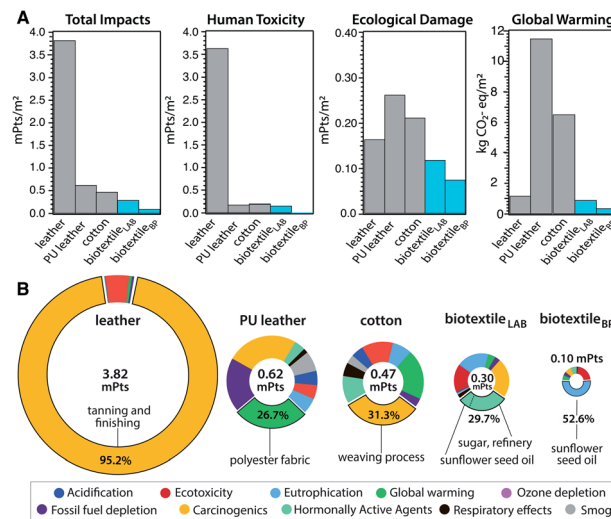 A
Total Impacts
mPts/m²
4.0
3.5
3.0
2.5
2.0
1.5
1.0
0.5
0.0
leather
PU leather
cotton
biotextileLAB
biotextileBP
Human Toxicity
mPts/m²
4.0
3.5
3.0
2.5
2.0
1.5
1.0
0.5
0.0
leather
PU leather
cotton
biotextileLAB
biotextileBP
Ecological Damage
mPts/m²
0.40
0.30
0.20
0.10
0.00
leather
PU leather
cotton
biotextileLAB
biotextileBP
Global Warming
kg CO₂- eq/m²
12
10
8
6
4
2
0
leather
PU leather
cotton
biotextileLAB
biotextileBP
B
leather
3.82
mPts
tanning and
finishing
95.2%
PU leather
0.62
mPts
26.7%
polyester fabric
cotton
0.47
mPts
31.3%
weaving process
biotextileLAB
0.30
mPts
29.7%
sugar, refinery
sunflower seed oil
biotextileBP
0.10 mPts
52.6%
sunflower
seed oil
Acidification
Ecotoxicity
Eutrophication
Global warming
Ozone depletion
Fossil fuel depletion
Carcinogenics
Hormonally Active Agents
Respiratory effects
Smog